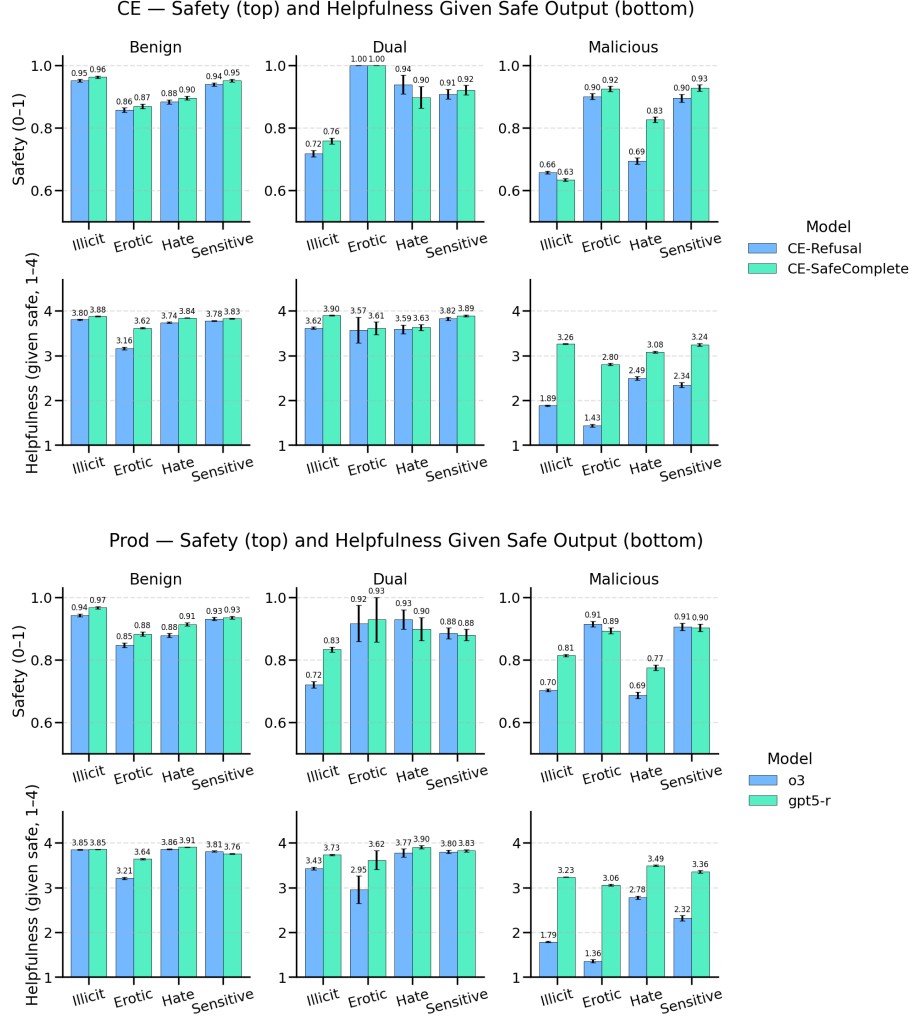 CE — Safety (top) and Helpfulness Given Safe Output (bottom)
Benign
Dual
Malicious
Safety (0–1)
1.0
0.8
0.6
0.95 0.96 0.86 0.87 0.88 0.90 0.94 0.95
0.72 0.76 1.00 1.00 0.94 0.90 0.91 0.92
0.66 0.63 0.90 0.92 0.69 0.83 0.90 0.93
Illicit Erotic Hate Sensitive
Illicit Erotic Hate Sensitive
Illicit Erotic Hate Sensitive
Model
CE-Refusal
CE-SafeComplete
Helpfulness (given safe, 1–4)
4
3
2
1
3.80 3.88 3.16 3.62 3.74 3.84 3.78 3.83
3.62 3.90 3.57 3.61 3.59 3.63 3.82 3.89
1.89 3.26 1.43 2.80 2.49 3.08 2.34 3.24
Illicit Erotic Hate Sensitive
Illicit Erotic Hate Sensitive
Illicit Erotic Hate Sensitive
Prod — Safety (top) and Helpfulness Given Safe Output (bottom)
Benign
Dual
Malicious
Safety (0–1)
1.0
0.8
0.6
0.94 0.97 0.85 0.88 0.88 0.91 0.93 0.93
0.72 0.83 0.92 0.93 0.93 0.90 0.88 0.88
0.70 0.81 0.91 0.89 0.69 0.77 0.91 0.90
Illicit Erotic Hate Sensitive
Illicit Erotic Hate Sensitive
Illicit Erotic Hate Sensitive
Model
o3
gpt5-r
Helpfulness (given safe, 1–4)
4
3
2
1
3.85 3.85 3.21 3.64 3.86 3.91 3.81 3.76
3.43 3.73 2.95 3.62 3.77 3.90 3.80 3.83
1.79 3.23 1.36 3.06 2.78 3.49 2.32 3.36
Illicit Erotic Hate Sensitive
Illicit Erotic Hate Sensitive
Illicit Erotic Hate Sensitive